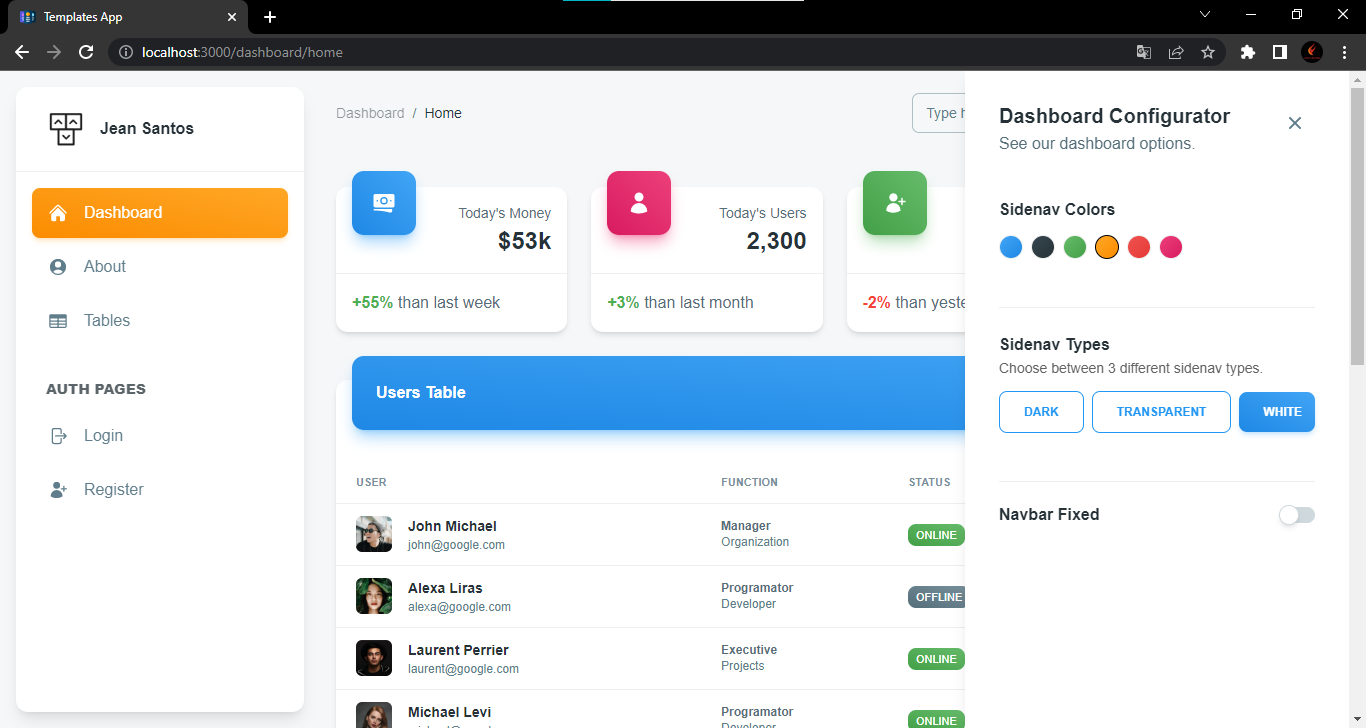 Templates App
localhost:3000/dashboard/home
Jean Santos
Dashboard
About
Tables
AUTH PAGES
Login
Register
Dashboard / Home
Type h
Today's Money
$53k
+55% than last week
Today's Users
2,300
+3% than last month
-2% than yeste
Users Table
USER FUNCTION STATUS
John Michael
john@google.com
Manager
Organization
ONLINE
Alexa Liras
alexa@google.com
Programator
Developer
OFFLINE
Laurent Perrier
laurent@google.com
Executive
Projects
ONLINE
Michael Levi
Programator
Developer
ONLINE
Dashboard Configurator
See our dashboard options.
Sidenav Colors
Sidenav Types
Choose between 3 different sidenav types.
DARK TRANSPARENT WHITE
Navbar Fixed